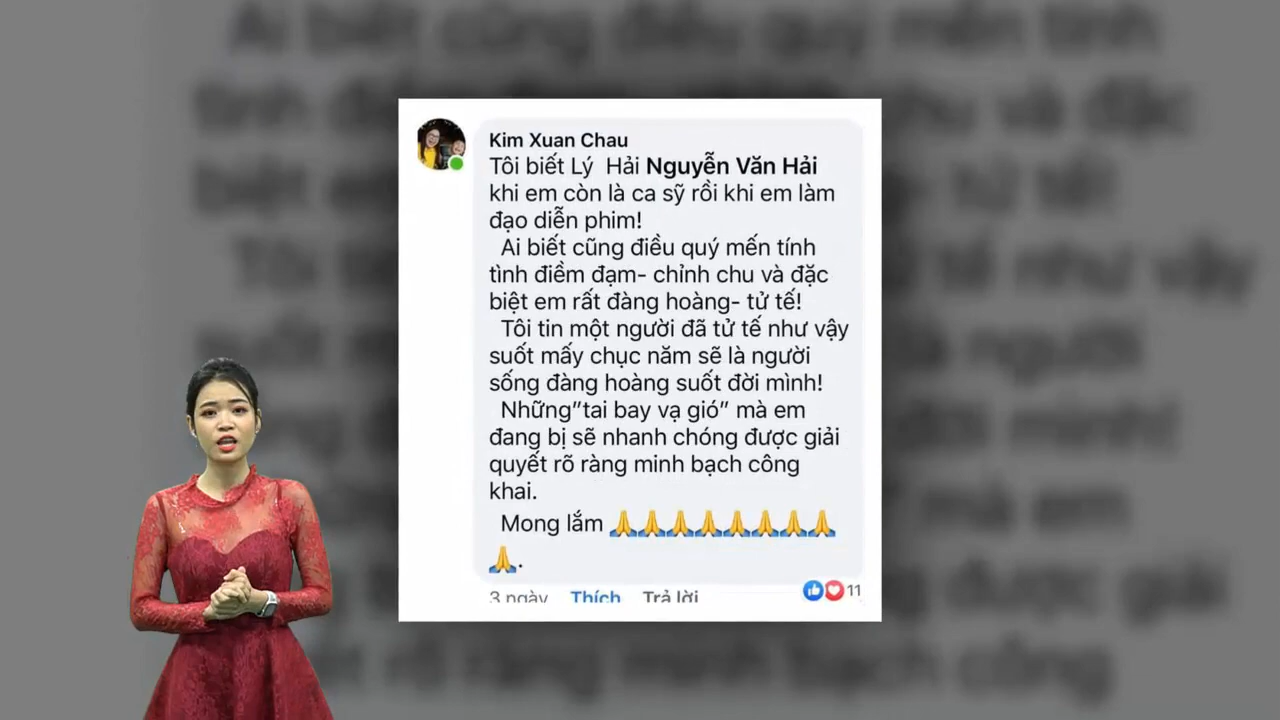 Kim Xuan Chau
Tôi biết Lý Hải Nguyễn Văn Hải
khi em còn là ca sỹ rồi khi em làm
đạo diễn phim!
Ai biết cũng điều quý mến tính
tình điềm đạm- chỉnh chu và đặc
biệt em rất đàng hoàng- tử tế!
Tôi tin một người đã tử tế như vậy
suốt mấy chục năm sẽ là người
sống đàng hoàng suốt đời mình!
Những"tai bay vạ gió" mà em
đang bị sẽ nhanh chóng được giải
quyết rõ ràng minh bạch công
khai.
Mong lắm 🙏🙏🙏🙏🙏🙏🙏🙏
🙏.
3 ngày Thích Trả lời 11